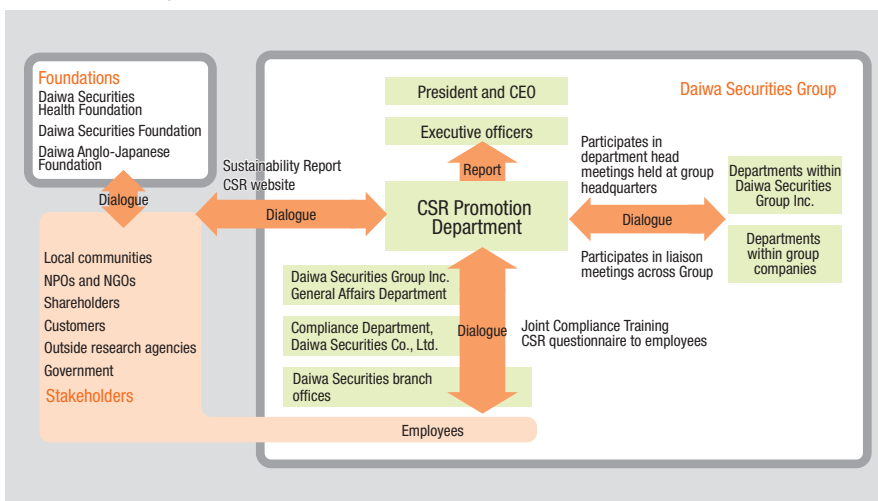 Foundations
Daiwa Securities
Health Foundation
Daiwa Securities Foundation
Daiwa Anglo-Japanese
Foundation
Dialogue
Local communities
NPOs and NGOs
Shareholders
Customers
Outside research agencies
Government
Stakeholders
Sustainability Report
CSR website
Dialogue
Daiwa Securities Group
President and CEO
Executive officers
Report
CSR Promotion
Department
Participates in
department head
meetings held at group
headquarters
Dialogue
Participates in liaison
meetings across Group
Departments within
Daiwa Securities
Group Inc.
Departments
within group
companies
Daiwa Securities Group Inc.
General Affairs Department
Compliance Department,
Daiwa Securities Co., Ltd.
Daiwa Securities branch
offices
Dialogue
Joint Compliance Training
CSR questionnaire to employees
Employees